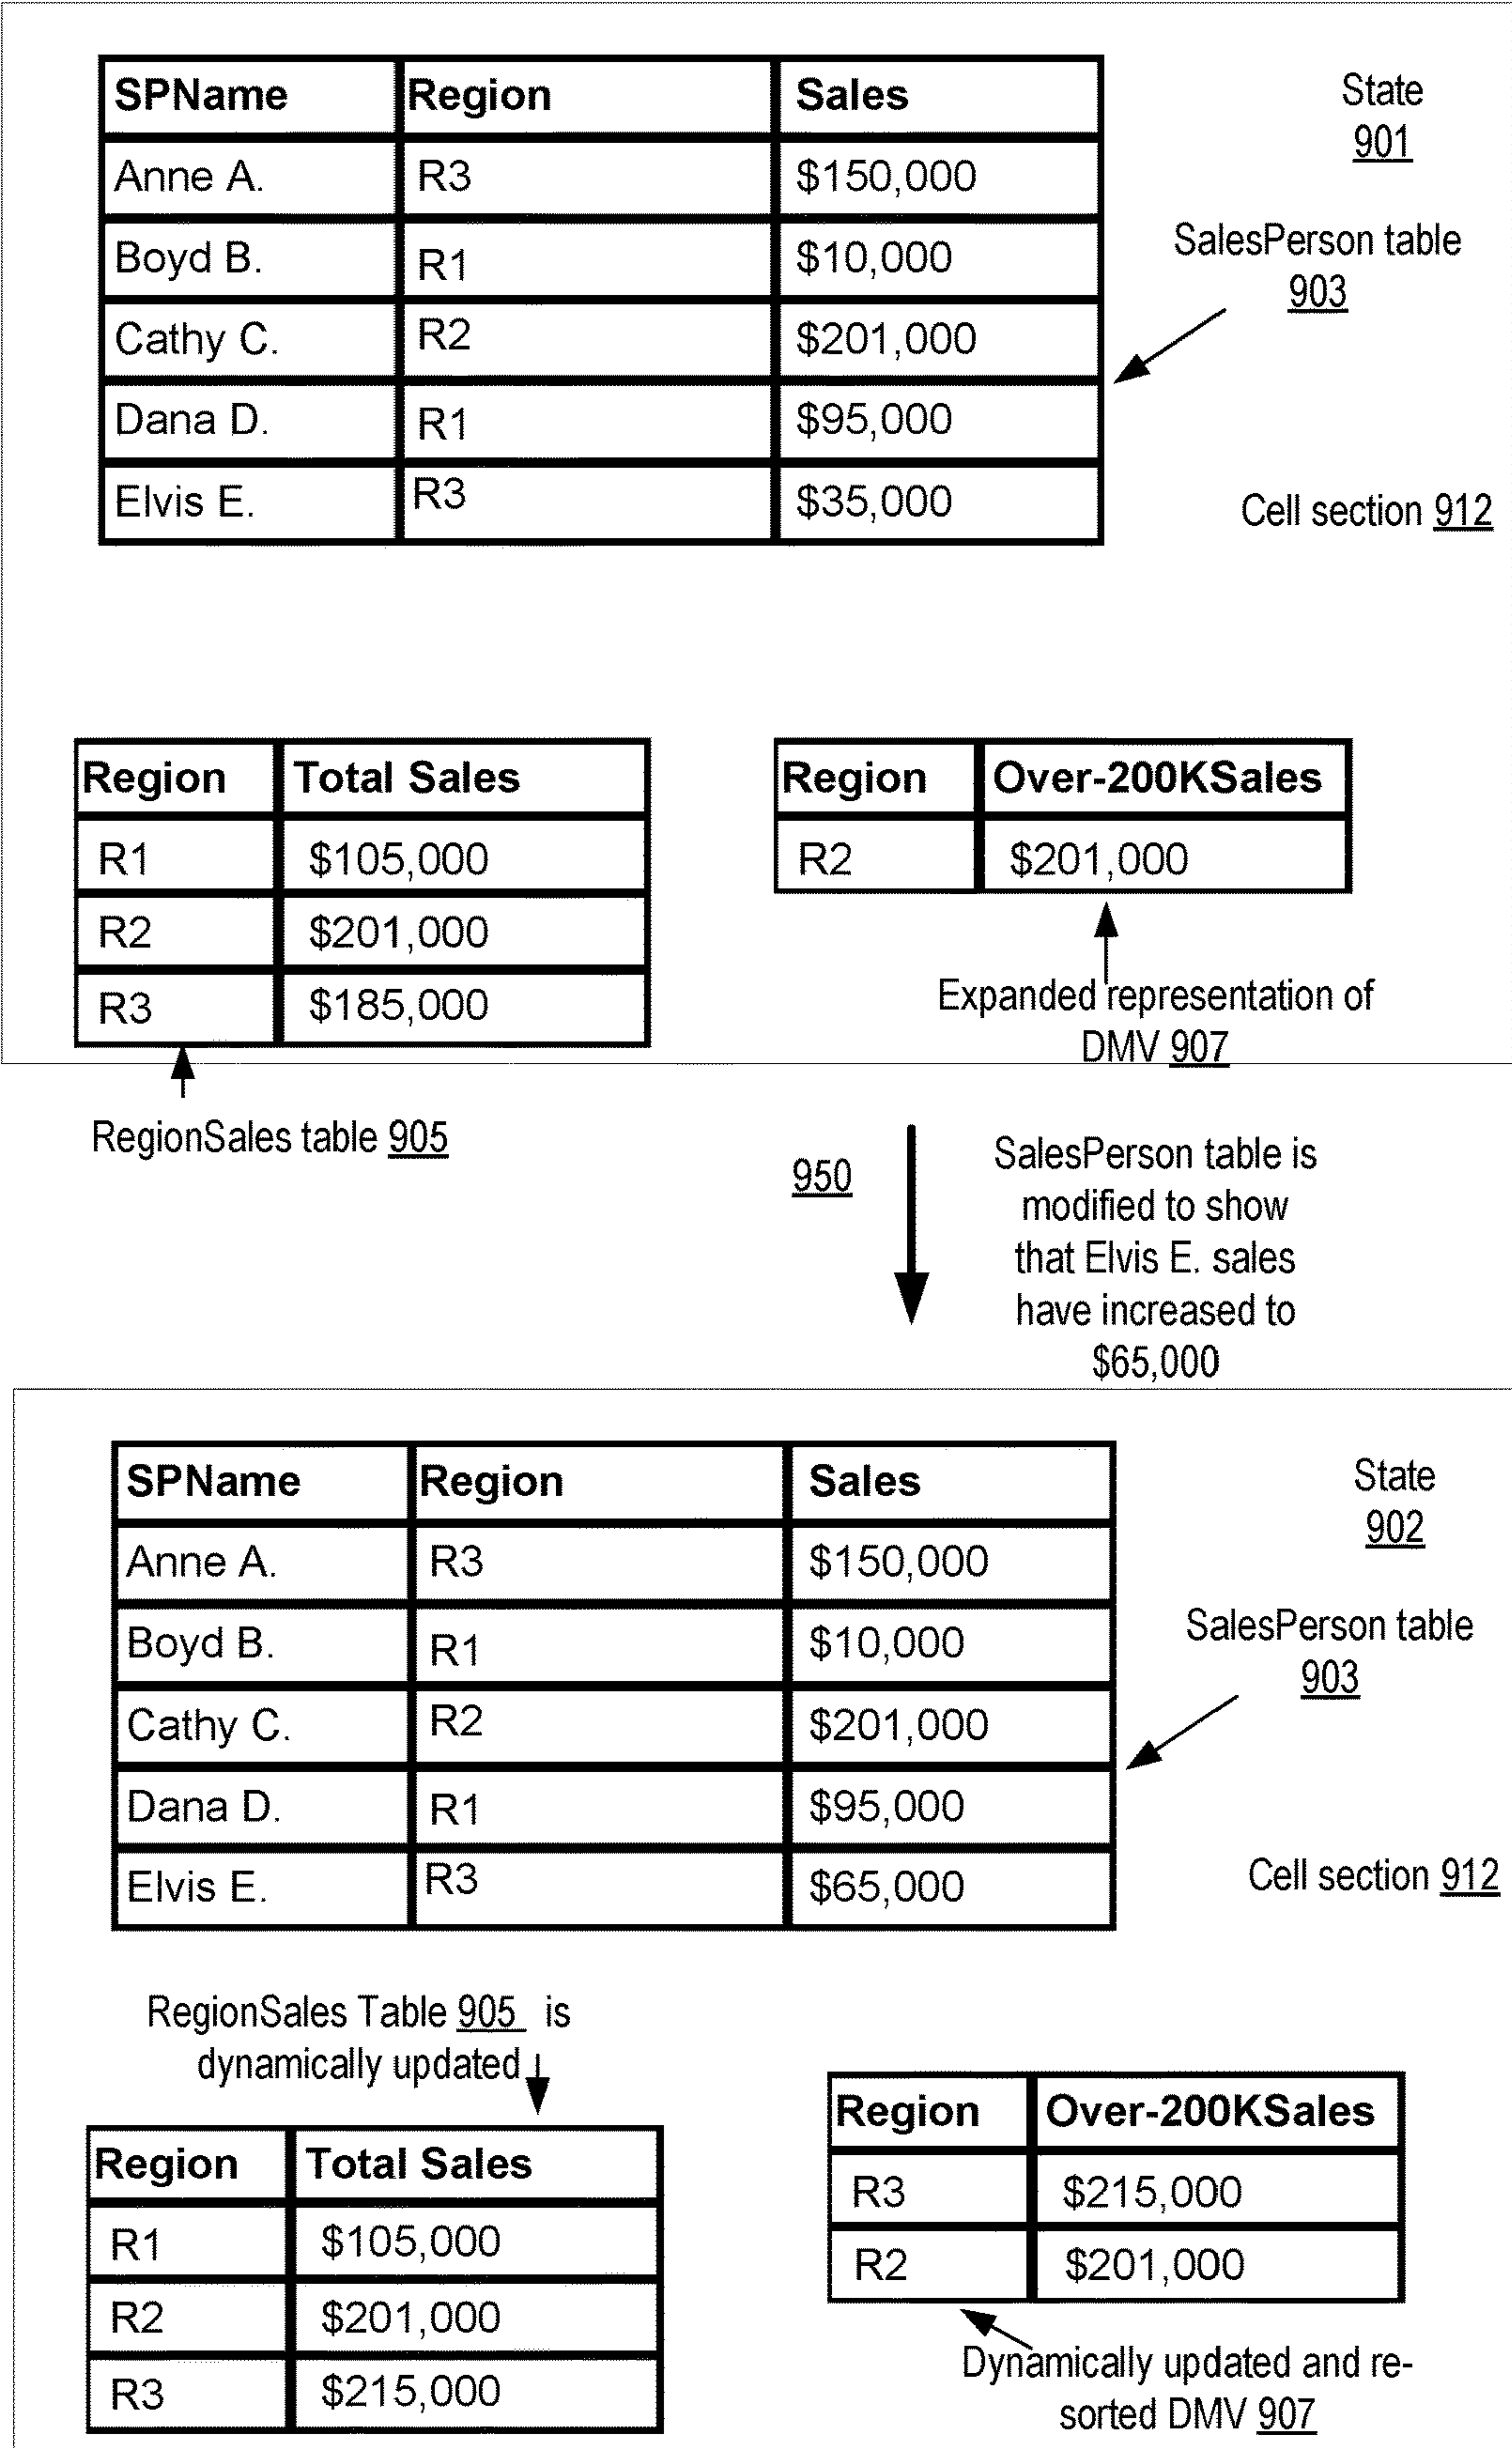 SPName Region Sales
Anne A. R3 $150,000
Boyd B. R1 $10,000
Cathy C. R2 $201,000
Dana D. R1 $95,000
Elvis E. R3 $35,000
State
901
SalesPerson table
903
Cell section 912
Region Total Sales
R1 $105,000
R2 $201,000
R3 $185,000
RegionSales table 905
Region Over-200KSales
R2 $201,000
Expanded representation of
DMV 907
950
SalesPerson table is
modified to show
that Elvis E. sales
have increased to
$65,000
SPName Region Sales
Anne A. R3 $150,000
Boyd B. R1 $10,000
Cathy C. R2 $201,000
Dana D. R1 $95,000
Elvis E. R3 $65,000
State
902
SalesPerson table
903
Cell section 912
RegionSales Table 905 is
dynamically updated
Region Total Sales
R1 $105,000
R2 $201,000
R3 $215,000
Region Over-200KSales
R3 $215,000
R2 $201,000
Dynamically updated and re-
sorted DMV 907